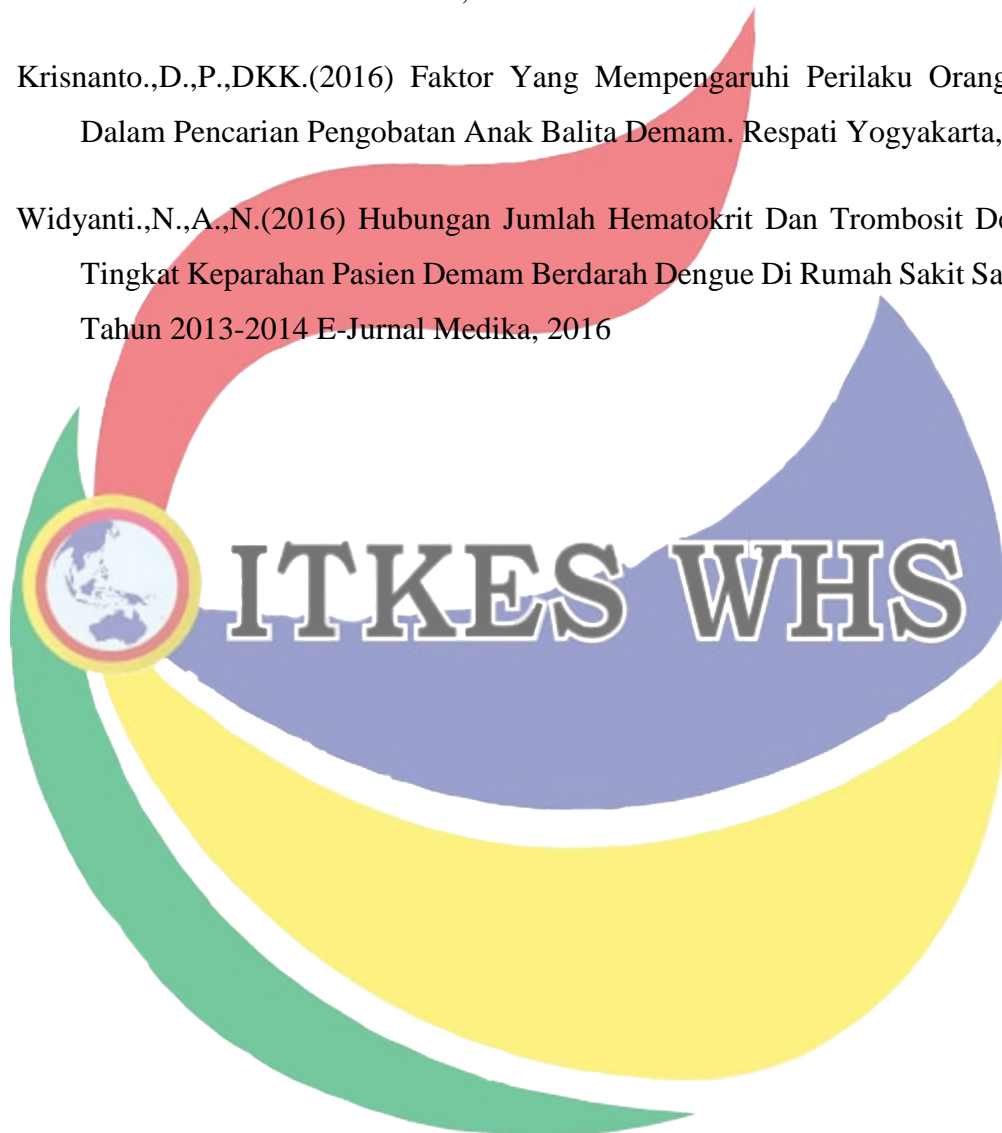 Krisnanto.,D.,P.,DKK.(2016) Faktor Yang Mempengaruhi Perilaku Orang
Dalam Pencarian Pengobatan Anak Balita Demam. Respati Yogyakarta,
Widyanti.,N.,A.,N.(2016) Hubungan Jumlah Hematokrit Dan Trombosit
Tingkat Keparahan Pasien Demam Berdarah Dengue Di Rumah Sakit
Tahun 2013-2014 E-Jurnal Medika, 2016
ITKES WHS